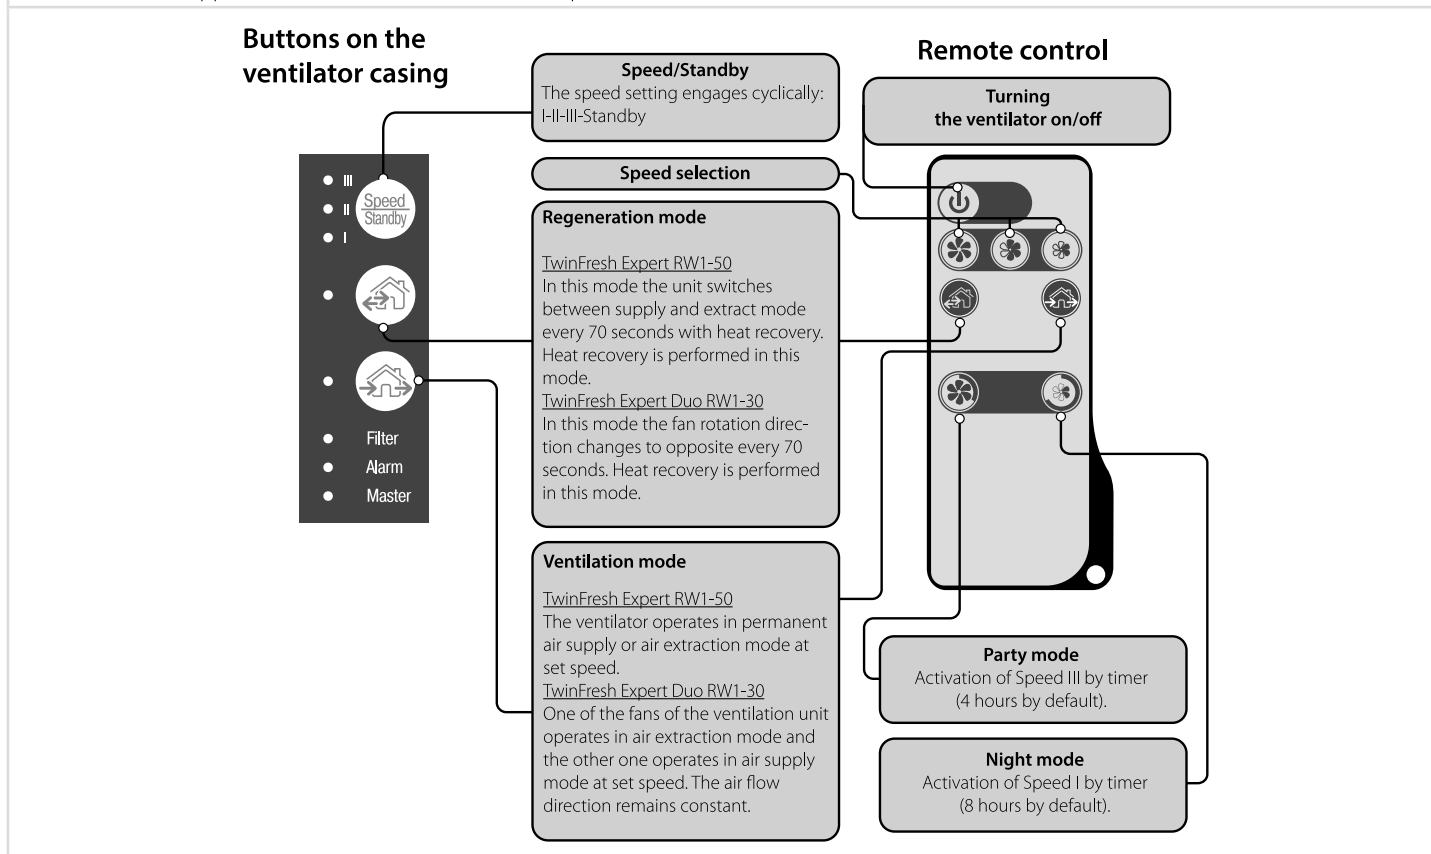 Buttons on the
ventilator casing
Speed/Standby
The speed setting engages cyclically:
I-II-III-Standby
Remote control
Turning
the ventilator on/off
Speed selection
III
II
I
Speed
Standby
Filter
Alarm
Master
Regeneration mode
TwinFresh Expert RW1-50
In this mode the unit switches
between supply and extract mode
every 70 seconds with heat recovery.
Heat recovery is performed in this
mode.
TwinFresh Expert Duo RW1-30
In this mode the fan rotation direc-
tion changes to opposite every 70
seconds. Heat recovery is performed
in this mode.
Ventilation mode
TwinFresh Expert RW1-50
The ventilator operates in permanent
air supply or air extraction mode at
set speed.
TwinFresh Expert Duo RW1-30
One of the fans of the ventilation unit
operates in air extraction mode and
the other one operates in air supply
mode at set speed. The air flow
direction remains constant.
Party mode
Activation of Speed III by timer
(4 hours by default).
Night mode
Activation of Speed I by timer
(8 hours by default).